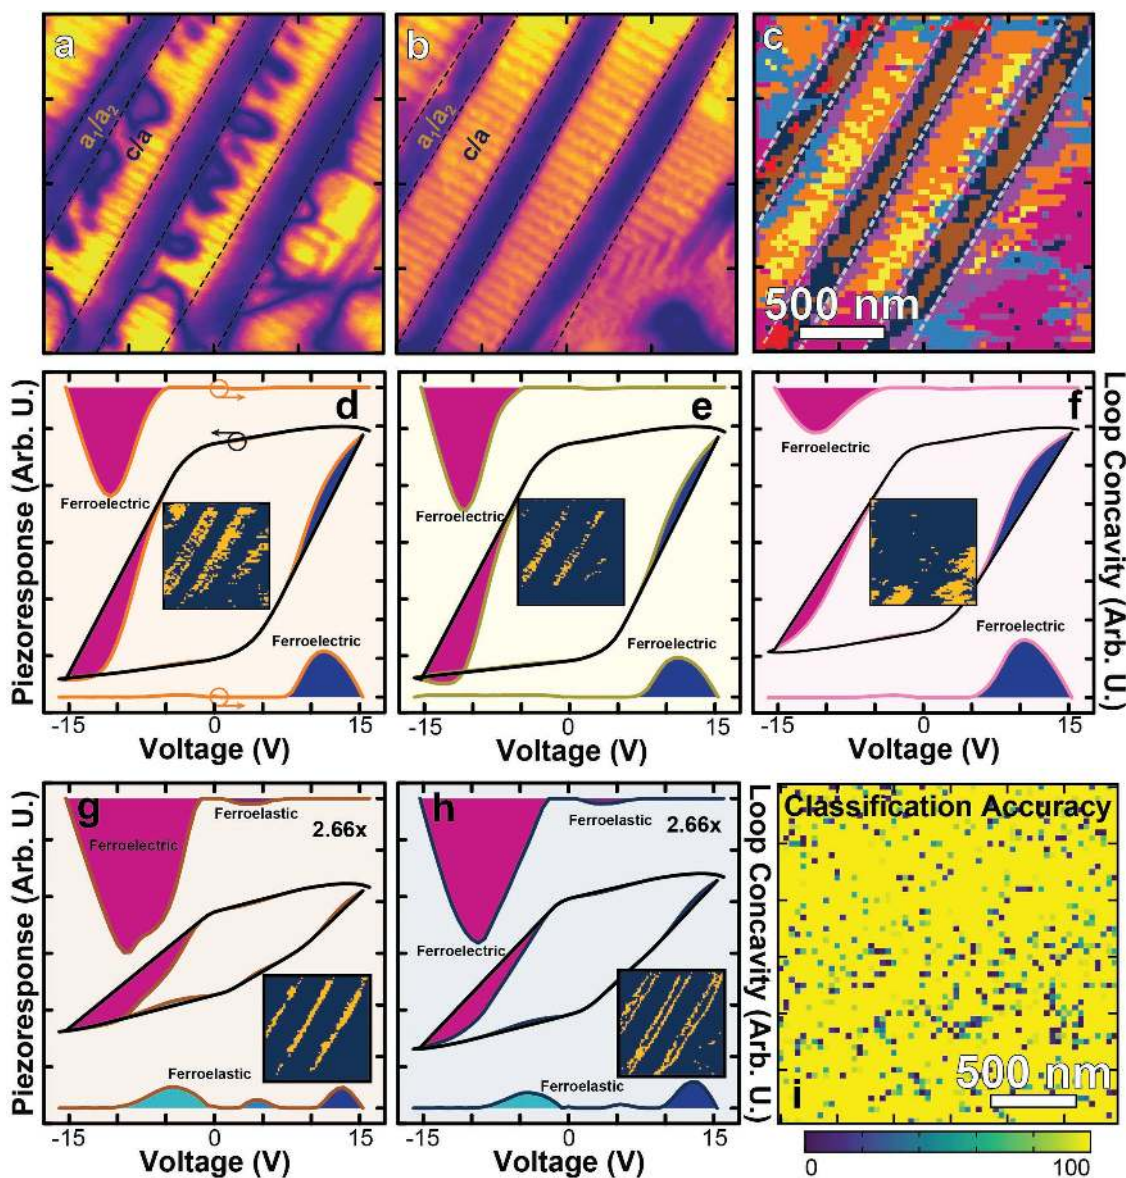 a
a₁/a₂
c/a
b
a₁/a₂
c/a
c
500 nm
Piezoresponse (Arb. U.)
d
Ferroelectric
Ferroelectric
-15
0
15
Voltage (V)
e
Ferroelectric
Ferroelectric
-15
0
15
Voltage (V)
f
Ferroelectric
Ferroelectric
-15
0
15
Voltage (V)
Loop Concavity (Arb. U.)
Piezoresponse (Arb. U.)
g
Ferroelastic
2.66x
Ferroelectric
Ferroelastic
-15
0
15
Voltage (V)
h
Ferroelastic
2.66x
Ferroelectric
Ferroelastic
-15
0
15
Voltage (V)
Loop Concavity (Arb. U.)
Classification Accuracy
500 nm
i
0
100